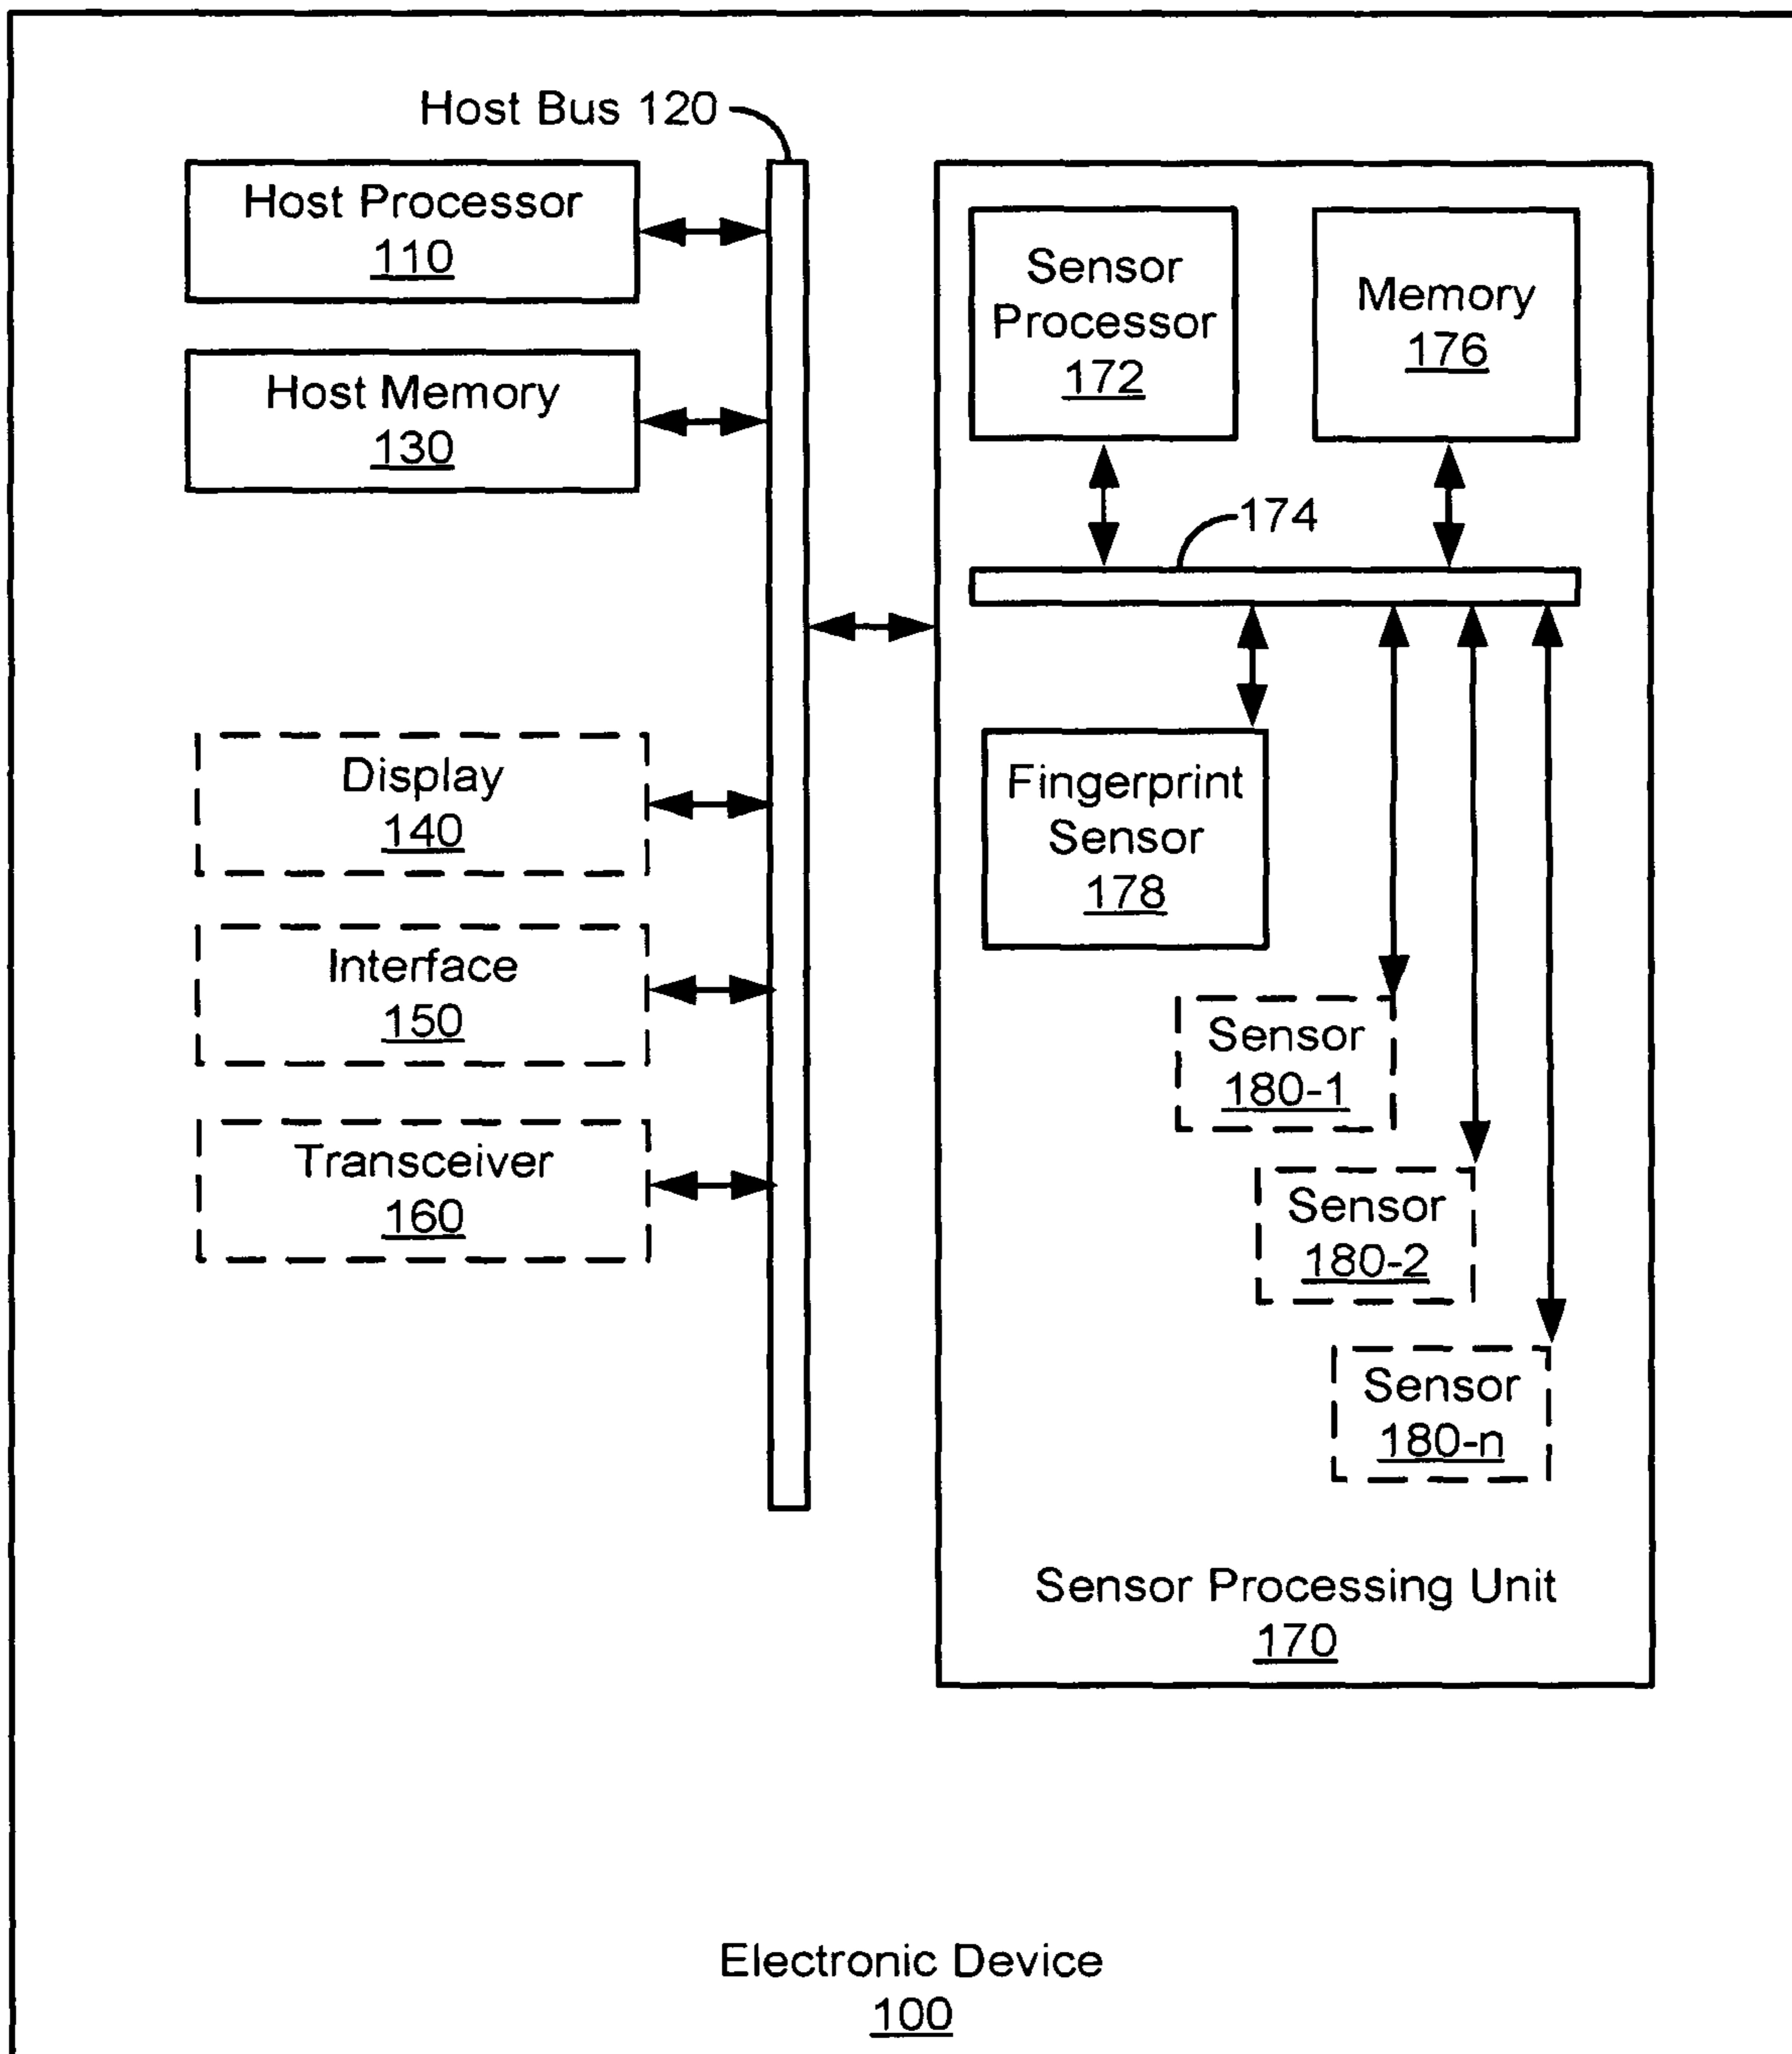 Host Bus 120
Host Processor
110
Host Memory
130
Display
140
Interface
150
Transceiver
160
Sensor
Processor
172
Memory
176
174
Fingerprint
Sensor
178
Sensor
180-1
Sensor
180-2
Sensor
180-n
Sensor Processing Unit
170
Electronic Device
100